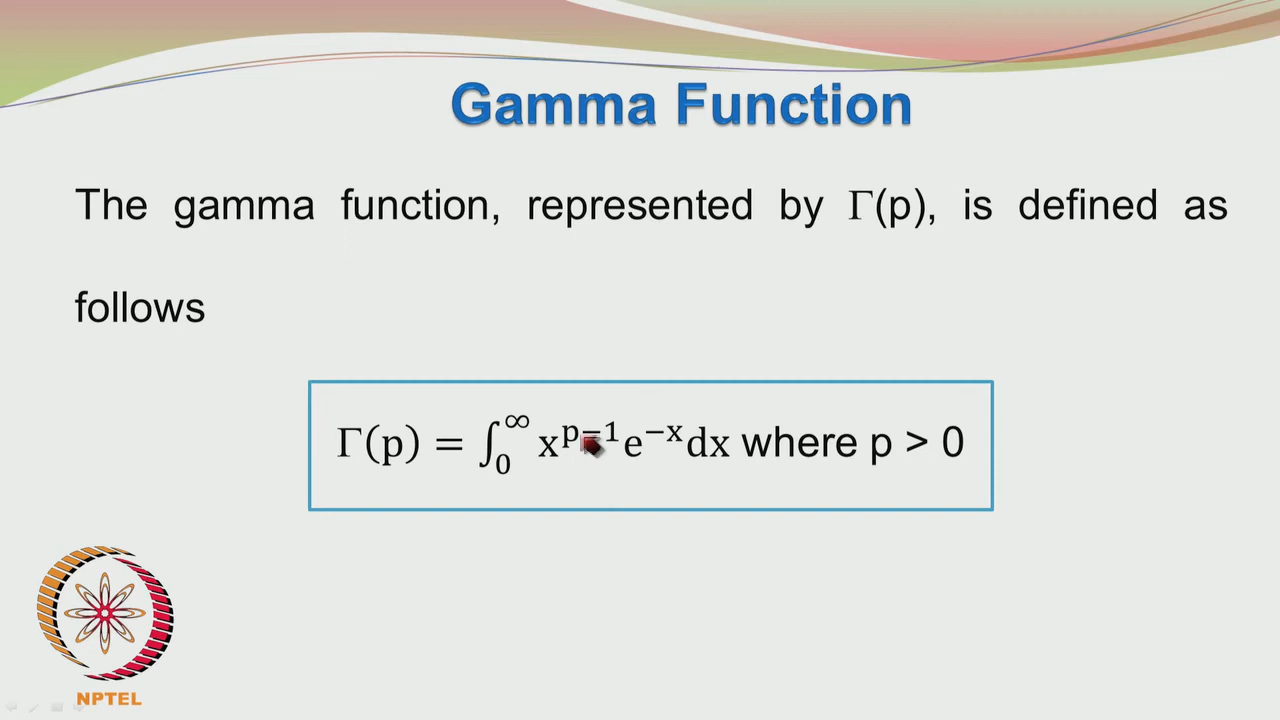 Gamma Function
The gamma function, represented by Γ(p), is defined as
follows
Γ(p) = ∫₀^∞ x^(p−1) e^(−x) dx where p > 0
NPTEL